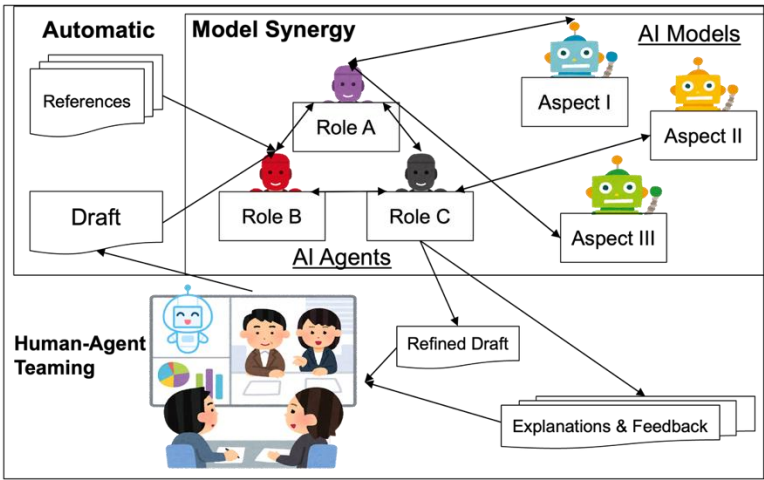 Automatic
Model Synergy
AI Models
References
Role A
Aspect I
Aspect II
Draft
Role B
Role C
Aspect III
AI Agents
Human-Agent
Teaming
Refined Draft
Explanations & Feedback